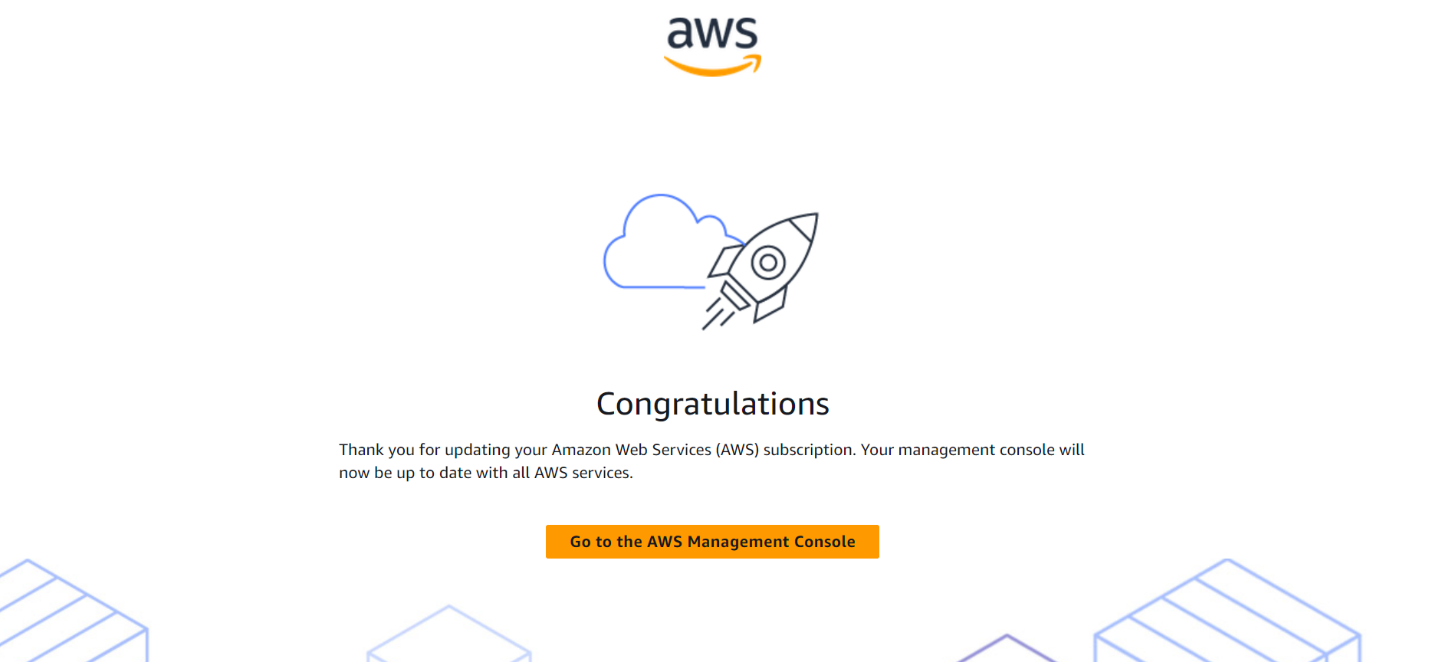 aws
Congratulations
Thank you for updating your Amazon Web Services (AWS) subscription. Your management console will
now be up to date with all AWS services.
Go to the AWS Management Console